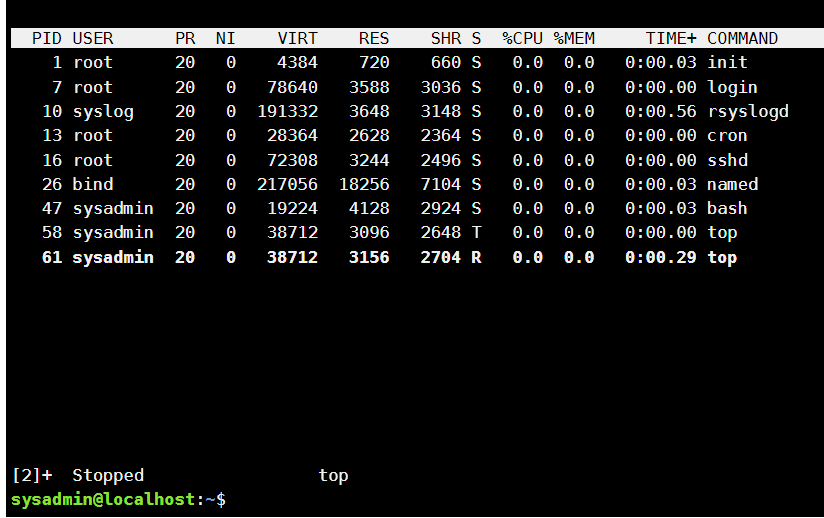 PID USER PR NI VIRT RES SHR S %CPU %MEM TIME+ COMMAND
1 root 20 0 4384 720 660 S 0.0 0.0 0:00.03 init
7 root 20 0 78640 3588 3036 S 0.0 0.0 0:00.00 login
10 syslog 20 0 191332 3648 3148 S 0.0 0.0 0:00.56 rsyslogd
13 root 20 0 28364 2628 2364 S 0.0 0.0 0:00.00 cron
16 root 20 0 72308 3244 2496 S 0.0 0.0 0:00.00 sshd
26 bind 20 0 217056 18256 7104 S 0.0 0.0 0:00.03 named
47 sysadmin 20 0 19224 4128 2924 S 0.0 0.0 0:00.03 bash
58 sysadmin 20 0 38712 3096 2648 T 0.0 0.0 0:00.00 top
61 sysadmin 20 0 38712 3156 2704 R 0.0 0.0 0:00.29 top
[2]+ Stopped top
sysadmin@localhost:~$